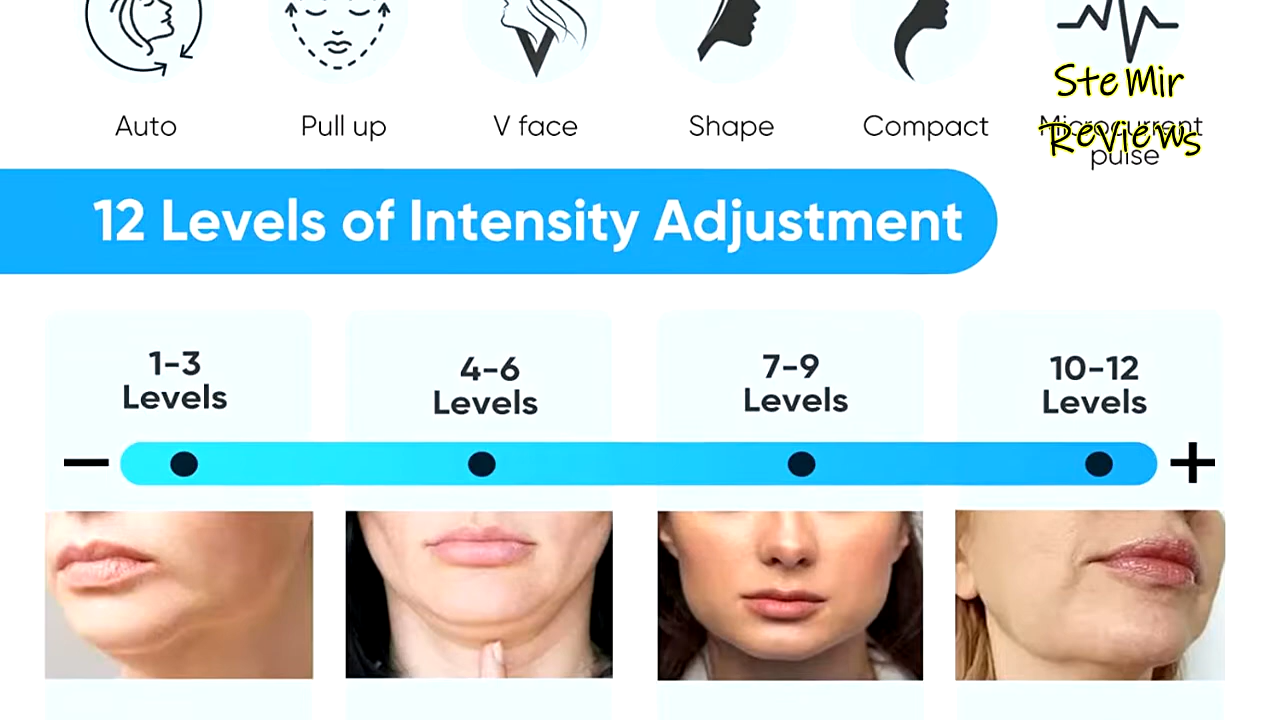 Ste Mir
Reviews
Auto
Pull up
V face
Shape
Compact
Microcurrent
pulse
12 Levels of Intensity Adjustment
1-3
Levels
4-6
Levels
7-9
Levels
10-12
Levels